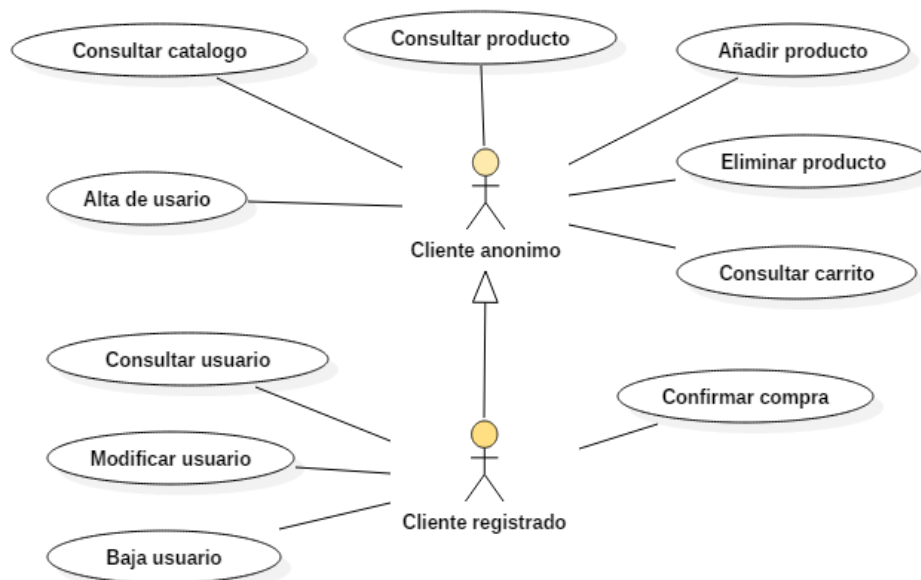 Consultar catalogo
Consultar producto
Añadir producto
Alta de usario
Eliminar producto
Cliente anonimo
Consultar carrito
Consultar usuario
Confirmar compra
Modificar usuario
Cliente registrado
Baja usuario